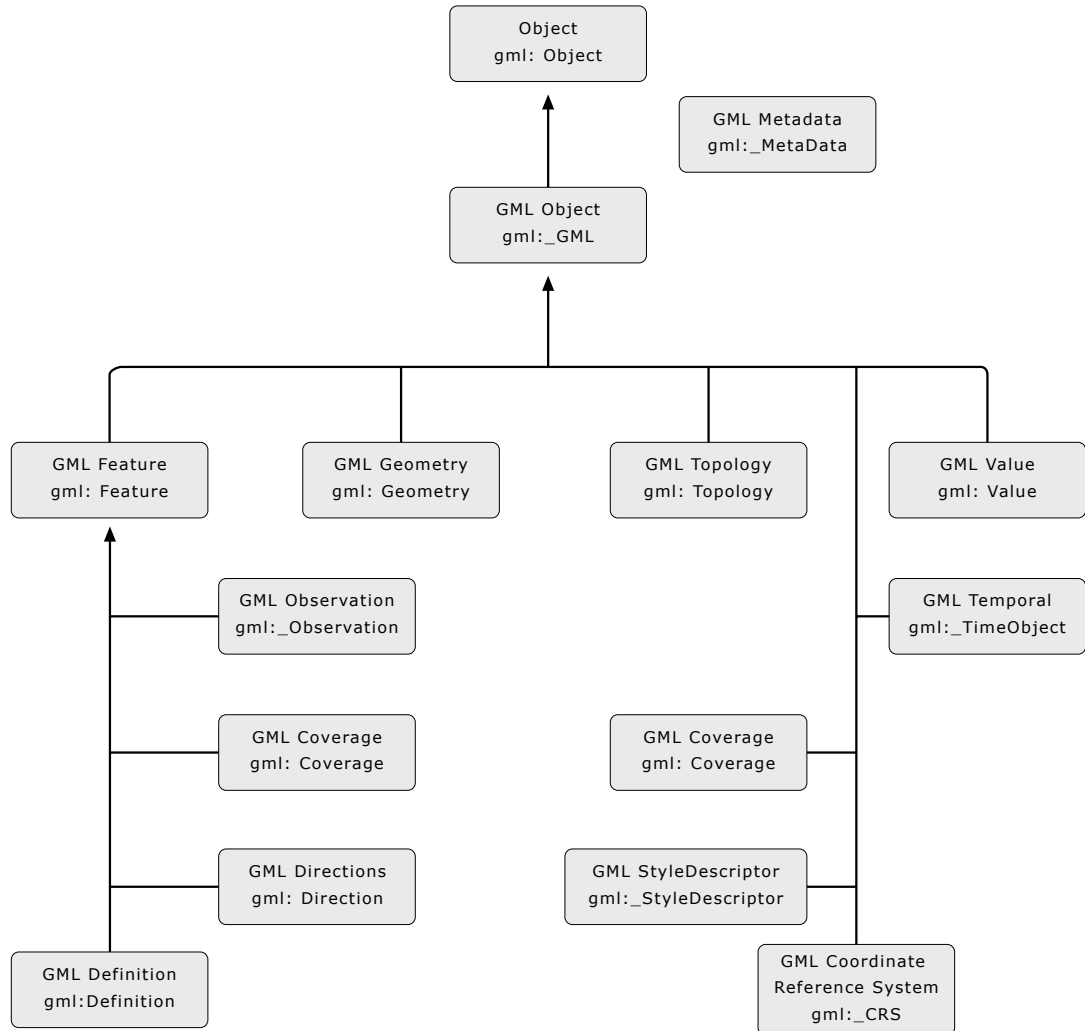 Object
gml: Object
GML Metadata
gml:_MetaData
GML Object
gml:_GML
GML Feature
gml: Feature
GML Geometry
gml: Geometry
GML Topology
gml: Topology
GML Value
gml: Value
GML Observation
gml:_Observation
GML Temporal
gml:_TimeObject
GML Coverage
gml: Coverage
GML Coverage
gml: Coverage
GML Directions
gml: Direction
GML StyleDescriptor
gml:_StyleDescriptor
GML Definition
gml:Definition
GML Coordinate
Reference System
gml:_CRS